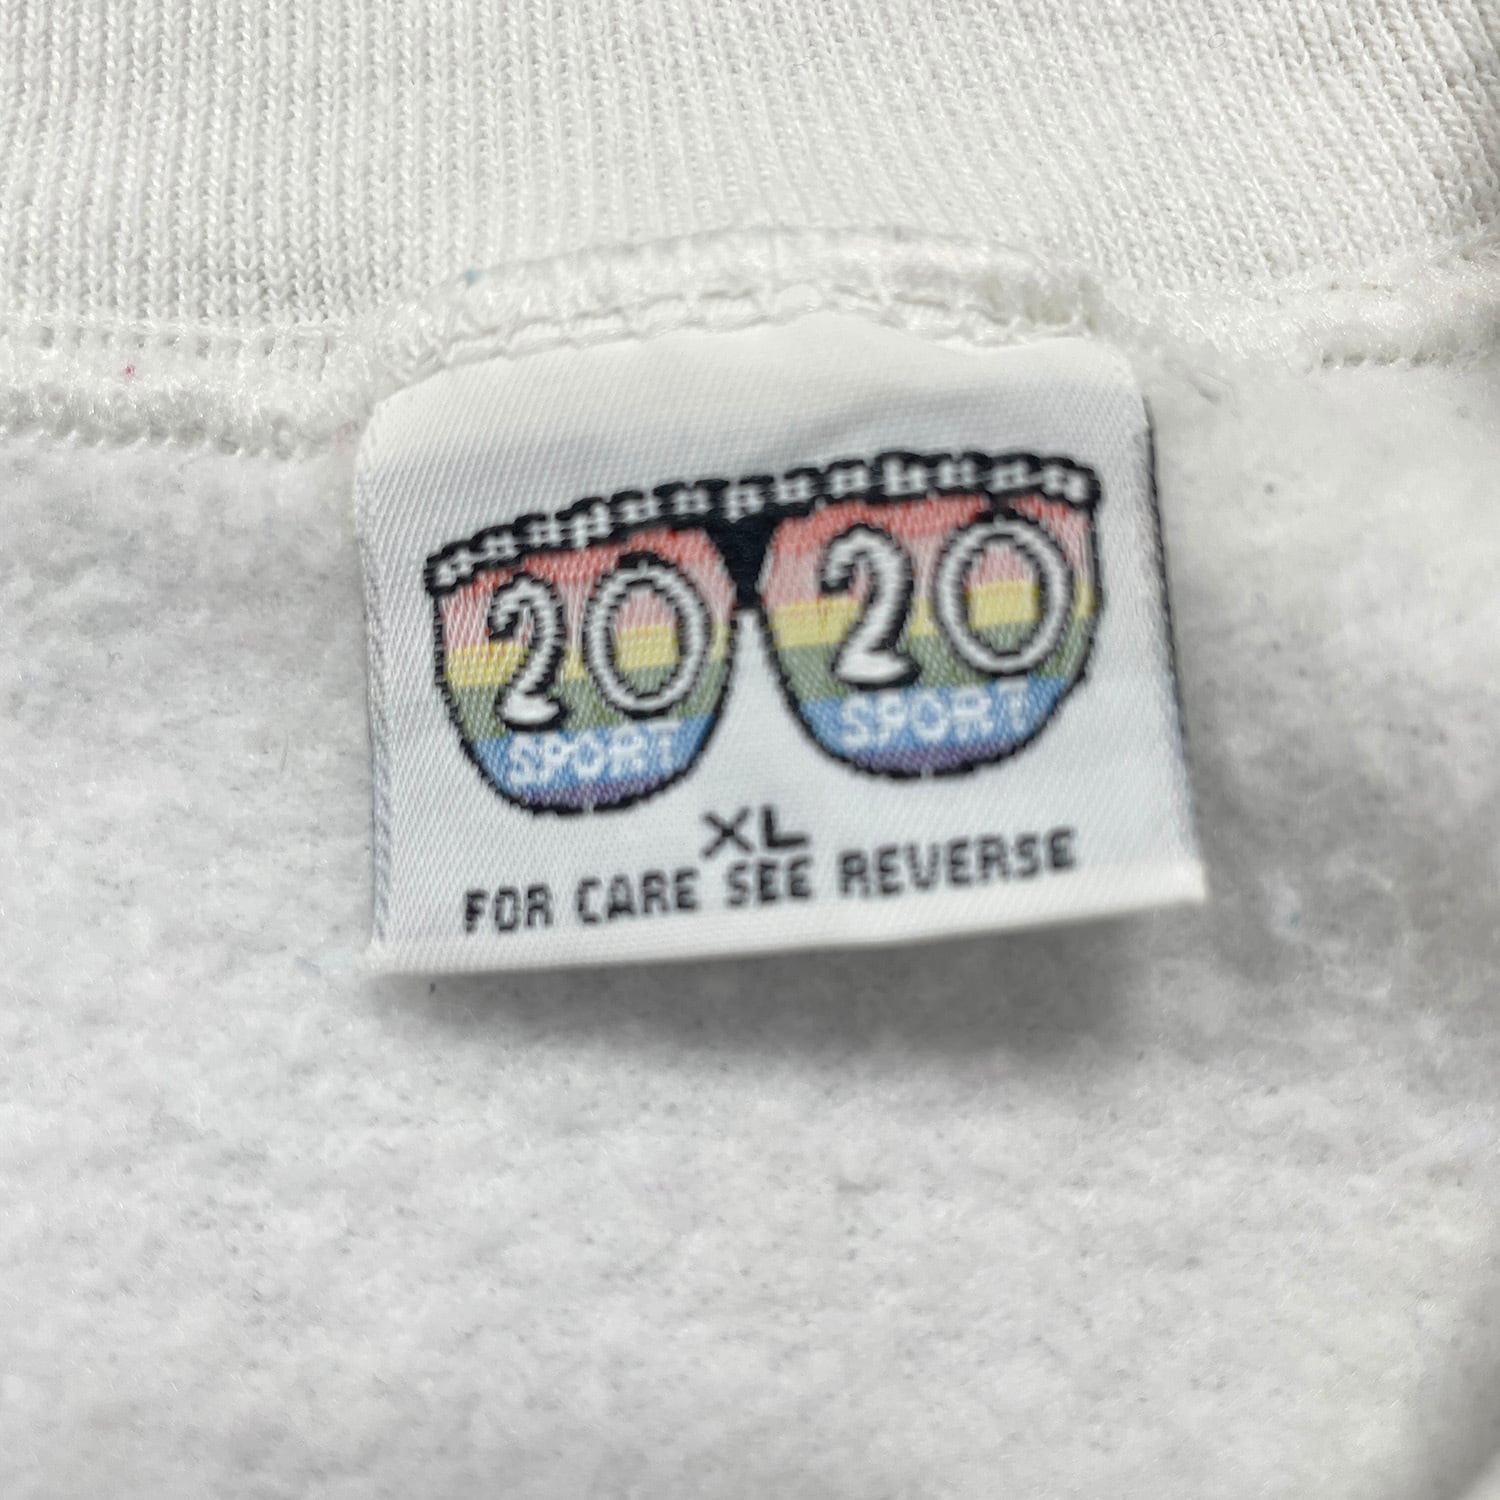 20 20
SPORT SPORT
XL
FOR CARE SEE REVERSE